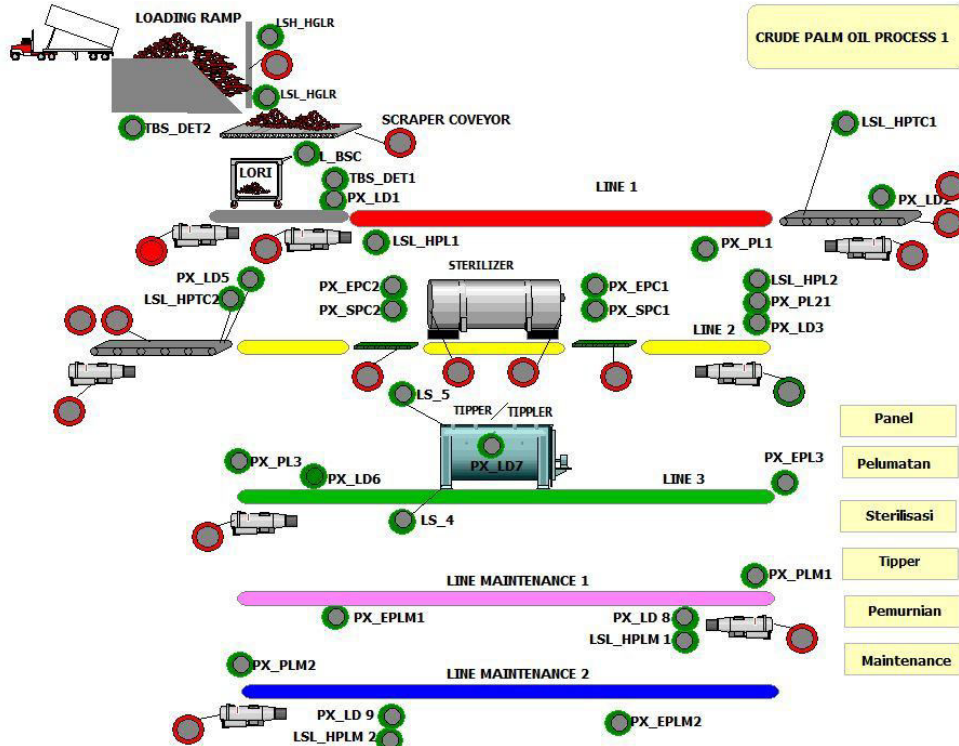 LOADING RAMP
LSH_HGLR
CRUDE PALM OIL PROCESS 1
LSL_HGLR
TBS_DET2
SCRAPER COVEYOR
LSL_HPTC1
L_BSC
LORI
TBS_DET1
PX_LD1
LINE 1
PX_LD2
LSL_HPL1
PX_PL1
PX_LD5
LSL_HPTC2
STERILIZER
PX_EPC2
PX_SPC2
PX_EPC1
PX_SPC1
LSL_HPL2
PX_PL21
PX_LD3
LINE 2
LS_5
TIPPER
TIPPLER
PX_LD7
Panel
PX_PL3
PX_LD6
LINE 3
PX_EPL3
Pelumatan
LS_4
Sterilisasi
Tipper
LINE MAINTENANCE 1
PX_PLM1
PX_EPLM1
PX_LD 8
LSL_HPLM 1
Pemurnian
PX_PLM2
LINE MAINTENANCE 2
Maintenance
PX_LD 9
LSL_HPLM 2
PX_EPLM2